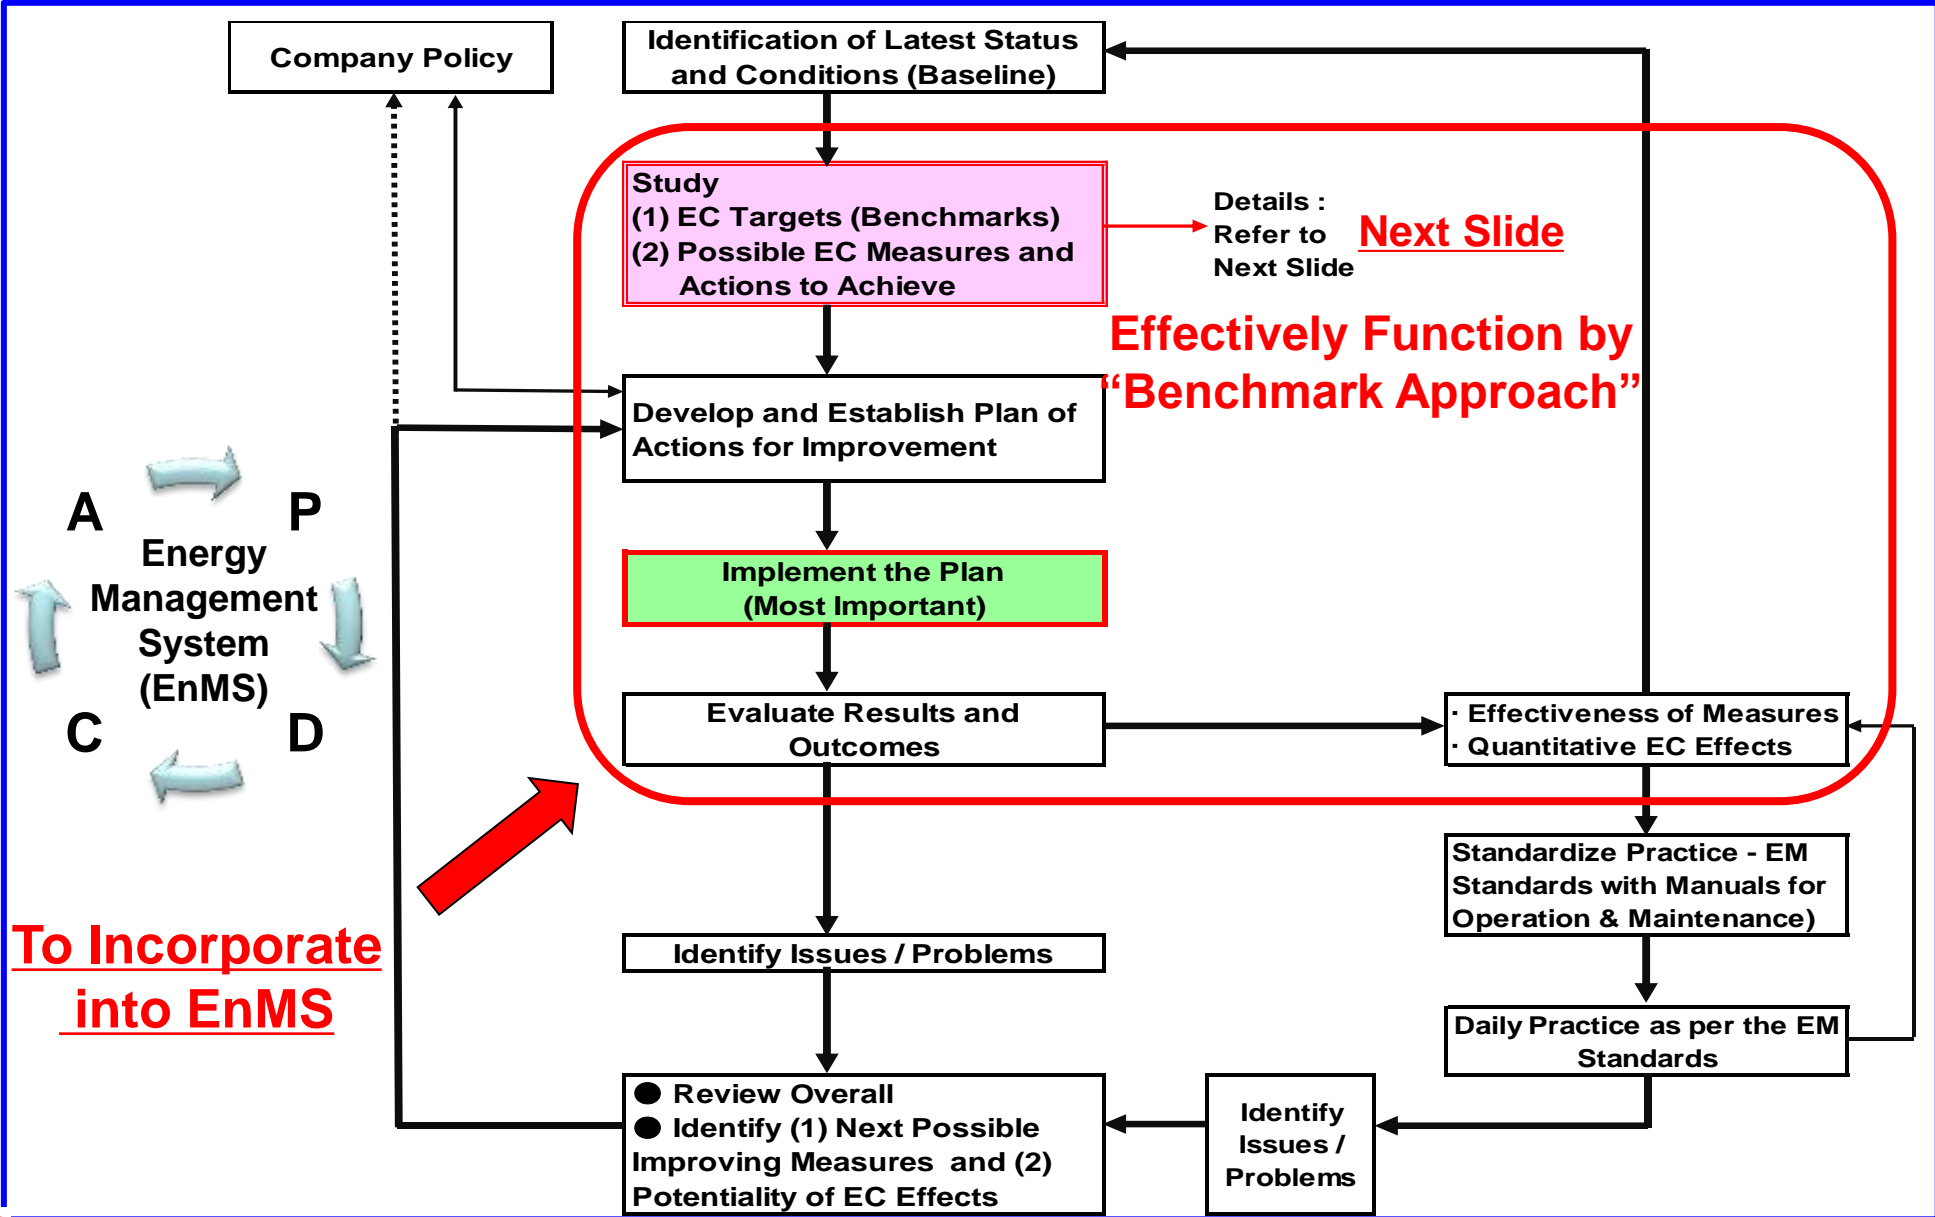 Company Policy
Identification of Latest Status
and Conditions (Baseline)
Study
(1) EC Targets (Benchmarks)
(2) Possible EC Measures and
Actions to Achieve
Details :
Refer to
Next Slide
Next Slide
Effectively Function by
“Benchmark Approach”
Develop and Establish Plan of
Actions for Improvement
A P
Energy
Management
System
(EnMS)
C D
Implement the Plan
(Most Important)
Evaluate Results and
Outcomes
· Effectiveness of Measures
· Quantitative EC Effects
Standardize Practice - EM
Standards with Manuals for
Operation & Maintenance)
To Incorporate
into EnMS
Identify Issues / Problems
Daily Practice as per the EM
Standards
● Review Overall
● Identify (1) Next Possible
Improving Measures and (2)
Potentiality of EC Effects
Identify
Issues /
Problems